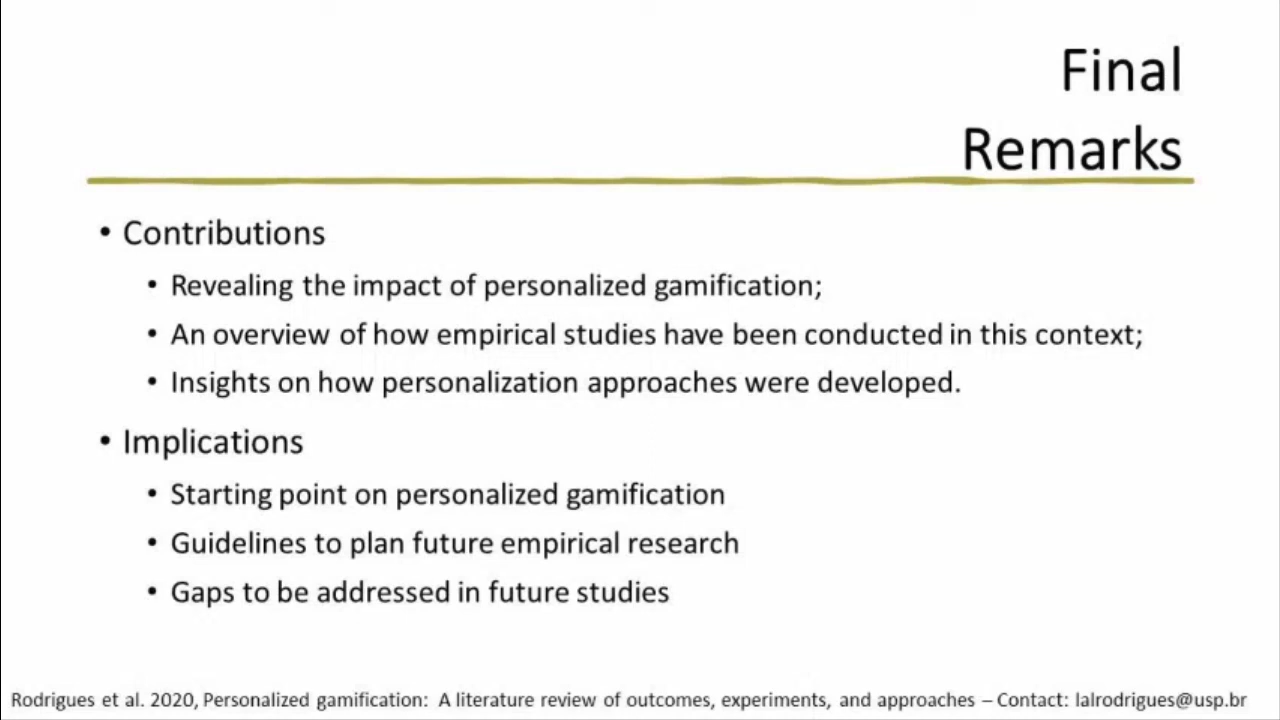 Final
Remarks
• Contributions
• Revealing the impact of personalized gamification;
• An overview of how empirical studies have been conducted in this context;
• Insights on how personalization approaches were developed.
• Implications
• Starting point on personalized gamification
• Guidelines to plan future empirical research
• Gaps to be addressed in future studies
Rodrigues et al. 2020, Personalized gamification: A literature review of outcomes, experiments, and approaches – Contact: lalrodrigues@usp.br